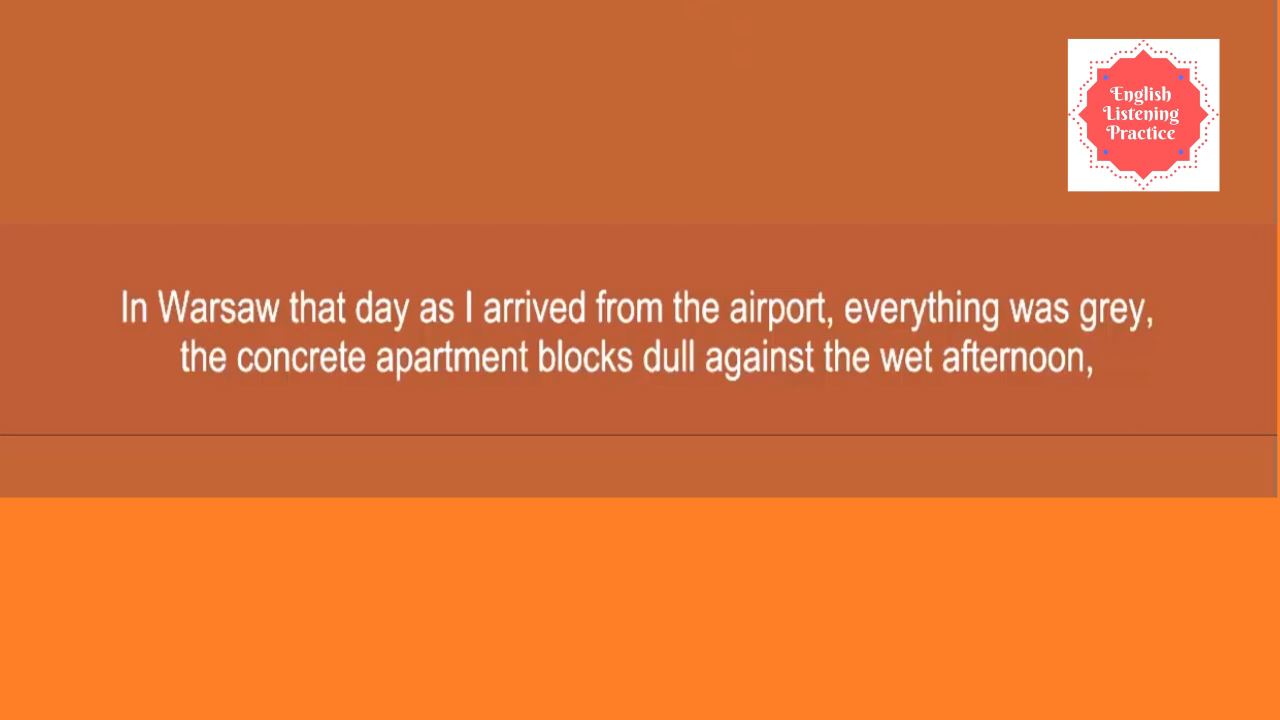 English
Listening
Practice
In Warsaw that day as I arrived from the airport, everything was grey,
the concrete apartment blocks dull against the wet afternoon,